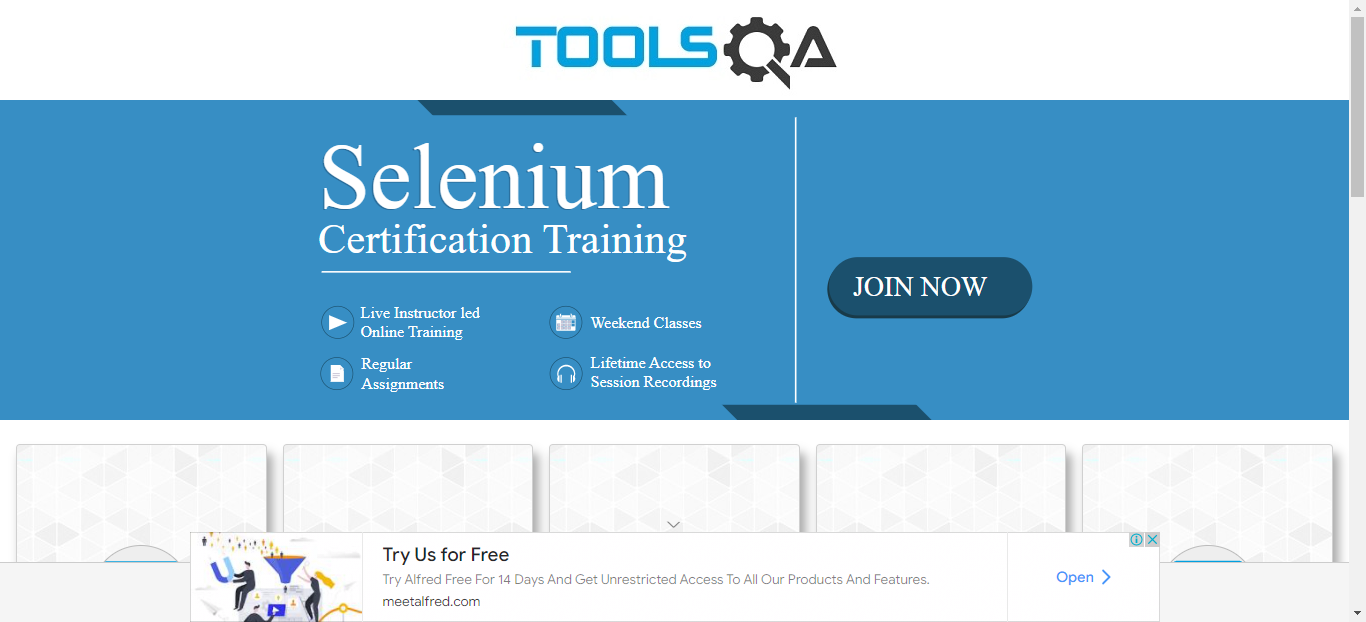 TOOLSQA
Selenium
Certification Training
JOIN NOW
Live Instructor led
Online Training
Weekend Classes
Regular
Assignments
Lifetime Access to
Session Recordings
Try Us for Free
Try Alfred Free For 14 Days And Get Unrestricted Access To All Our Products And Features.
meetalfred.com
Open